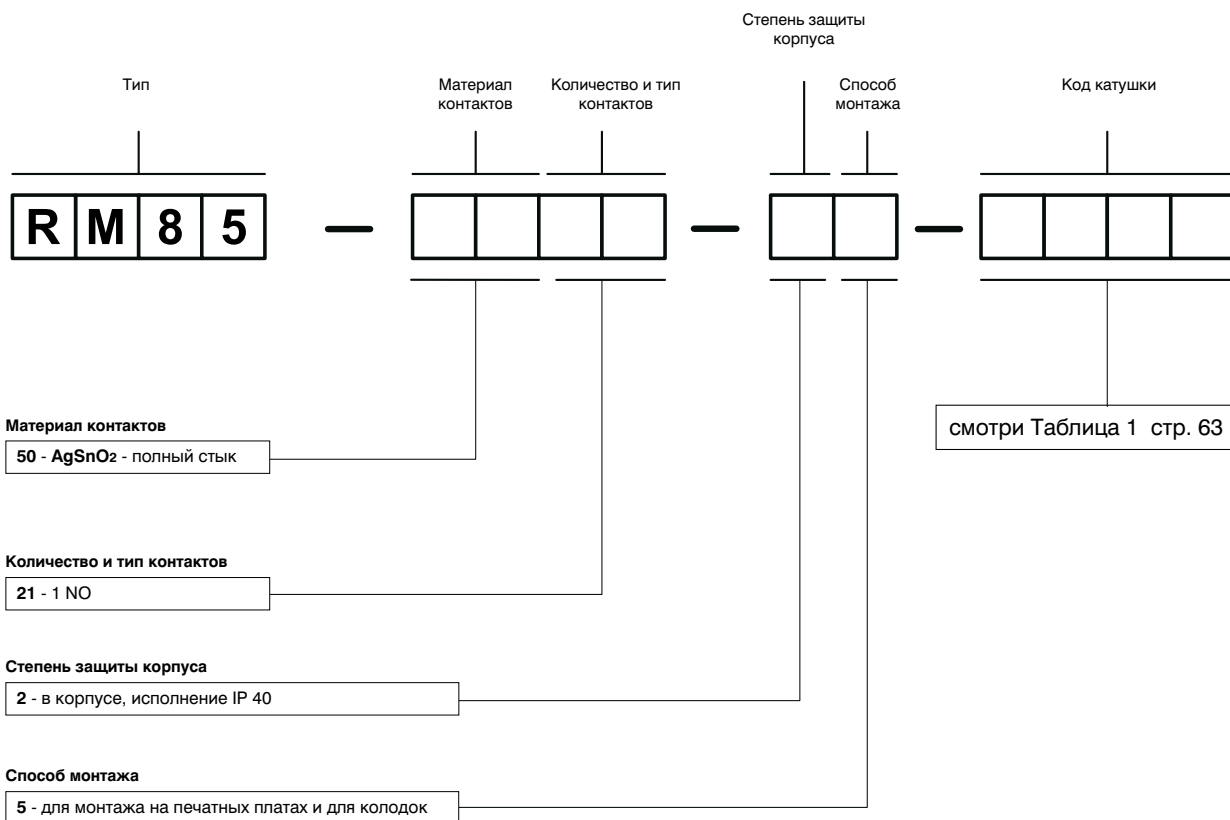 Степень защиты
корпуса
Тип
Материал
контактов
Количество и тип
контактов
Способ
монтажа
Код катушки
RM85 — — —
Материал контактов
50 - AgSnO2 - полный стык
смотри Таблица 1 стр. 63
Количество и тип контактов
21 - 1 NO
Степень защиты корпуса
2 - в корпусе, исполнение IP 40
Способ монтажа
5 - для монтажа на печатных платах и для колодок